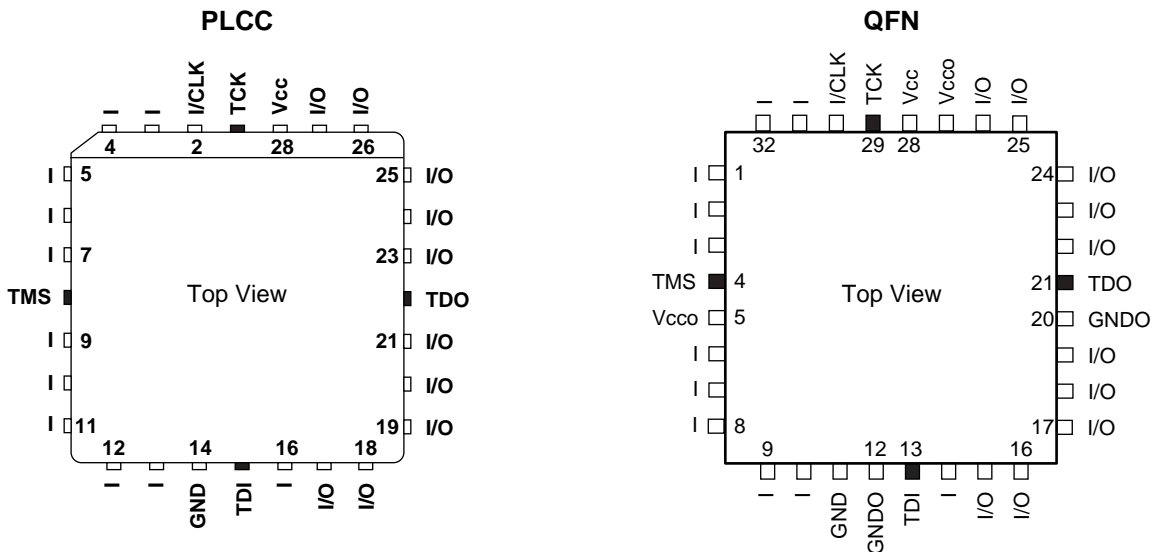 PLCC
I I I/CLK TCK Vcc I/O I/O
4 2 28 26
I 5 25 I/O
I I/O
I 7 23 I/O
TMS Top View TDO
I 9 21 I/O
I I/O
I 11 19 I/O
12 14 16 18
I I GND TDI I I/O I/O
QFN
I I I/CLK TCK Vcc Vcco I/O I/O
32 29 28 25
I 1 24 I/O
I I/O
I I/O
TMS 4 Top View 21 TDO
Vcco 5 20 GNDO
I I/O
I I/O
I 8 17 I/O
9 12 13 16
I I GND GNDO TDI I I/O I/O